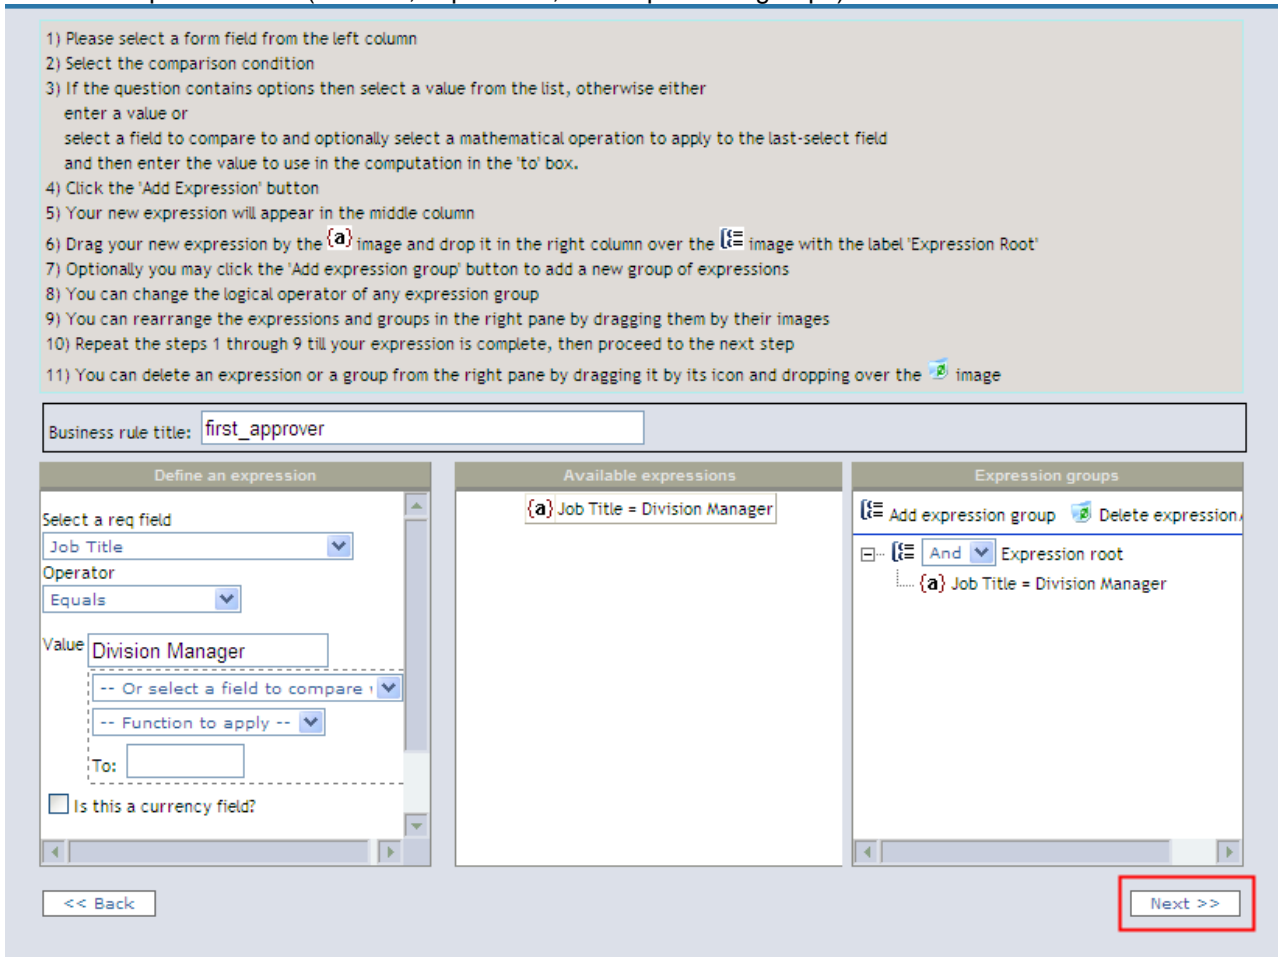 1) Please select a form field from the left column
2) Select the comparison condition
3) If the question contains options then select a value from the list, otherwise either
enter a value or
select a field to compare to and optionally select a mathematical operation to apply to the last-select field
and then enter the value to use in the computation in the 'to' box.
4) Click the 'Add Expression' button
5) Your new expression will appear in the middle column
6) Drag your new expression by the {a} image and drop it in the right column over the image with the label 'Expression Root'
7) Optionally you may click the 'Add expression group' button to add a new group of expressions
8) You can change the logical operator of any expression group
9) You can rearrange the expressions and groups in the right pane by dragging them by their images
10) Repeat the steps 1 through 9 till your expression is complete, then proceed to the next step
11) You can delete an expression or a group from the right pane by dragging it by its icon and dropping over the image
Business rule title: first_approver
Define an expression
Select a req field
Job Title
Operator
Equals
Value Division Manager
-- Or select a field to compare
-- Function to apply --
To:
Is this a currency field?
Available expressions
{a} Job Title = Division Manager
Expression groups
Add expression group Delete expression
And Expression root
{a} Job Title = Division Manager
<< Back
Next >>